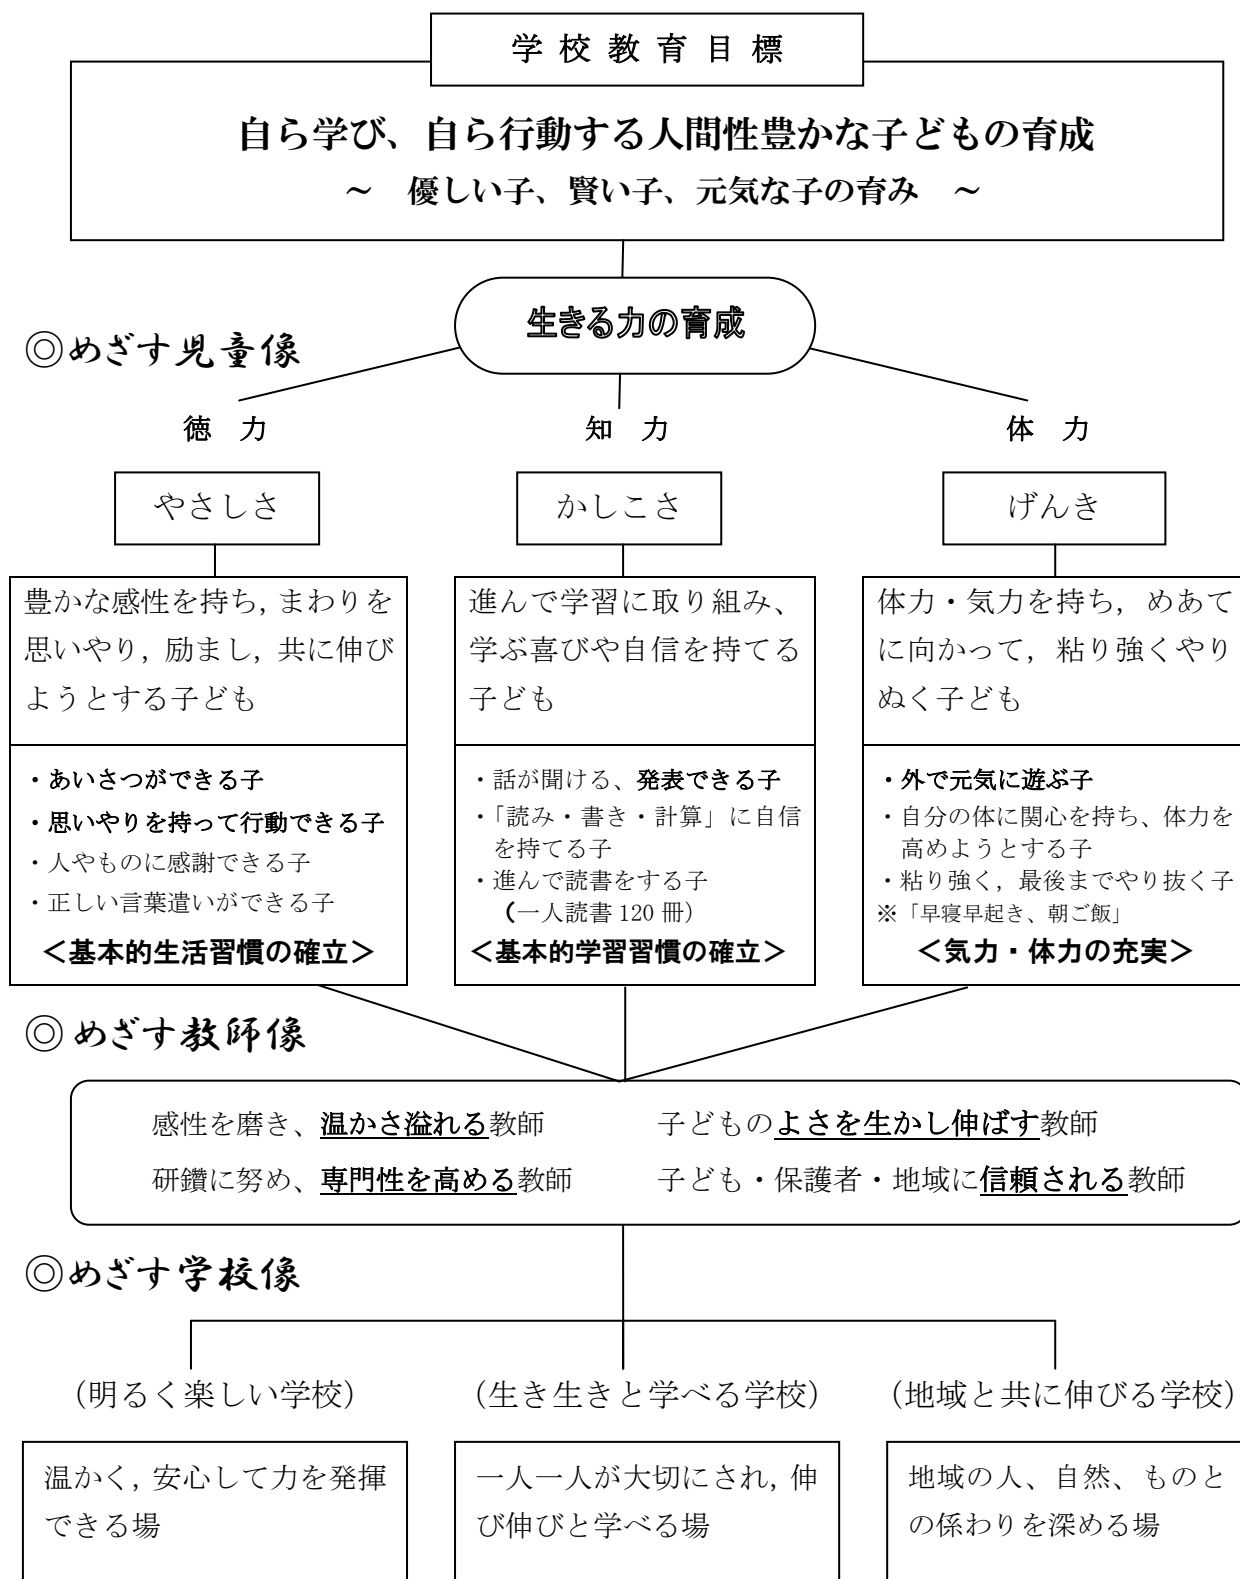 学校教育目標
自ら学び、自ら行動する人間性豊かな子どもの育成
～　優しい子、賢い子、元気な子の育み　～
生きる力の育成
◎めざす児童像
徳　力
知　力
体　力
やさしさ
かしこさ
げんき
豊かな感性を持ち，まわりを
思いやり，励まし，共に伸び
ようとする子ども
進んで学習に取り組み、
学ぶ喜びや自信を持てる
子ども
体力・気力を持ち，めあて
に向かって，粘り強くやり
ぬく子ども
・あいさつができる子
・思いやりを持って行動できる子
・人やものに感謝できる子
・正しい言葉遣いができる子
＜基本的生活習慣の確立＞
・話が聞ける、発表できる子
・「読み・書き・計算」に自信
を持てる子
・進んで読書をする子
（一人読書 120 冊）
＜基本的学習習慣の確立＞
・外で元気に遊ぶ子
・自分の体に関心を持ち、体力を
高めようとする子
・粘り強く，最後までやり抜く子
※「早寝早起き、朝ご飯」
＜気力・体力の充実＞
◎めざす教師像
感性を磨き、温かさ溢れる教師
子どものよさを生かし伸ばす教師
研鑽に努め、専門性を高める教師
子ども・保護者・地域に信頼される教師
◎めざす学校像
（明るく楽しい学校）
（生き生きと学べる学校）
（地域と共に伸びる学校）
温かく，安心して力を発揮
できる場
一人一人が大切にされ，伸
び伸びと学べる場
地域の人、自然、ものと
の係わりを深める場